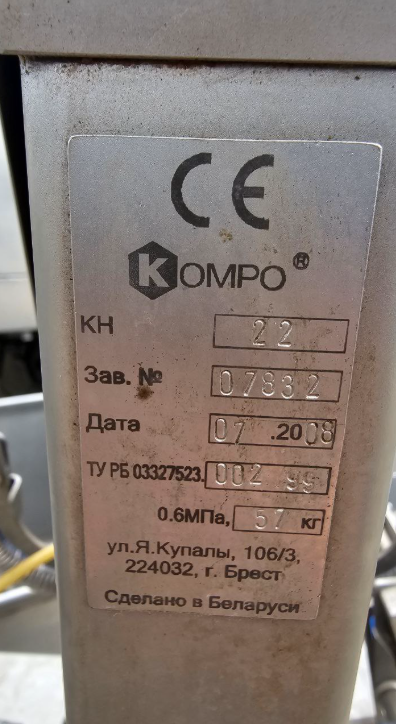 CE
КОМРО®
КН 22
Зав. № 07832
Дата 07 .2008
ТУ РБ 03327523. 002 99
0.6МПа, 57 кг
ул.Я.Купалы, 106/3,
224032, г. Брест
Сделано в Беларуси